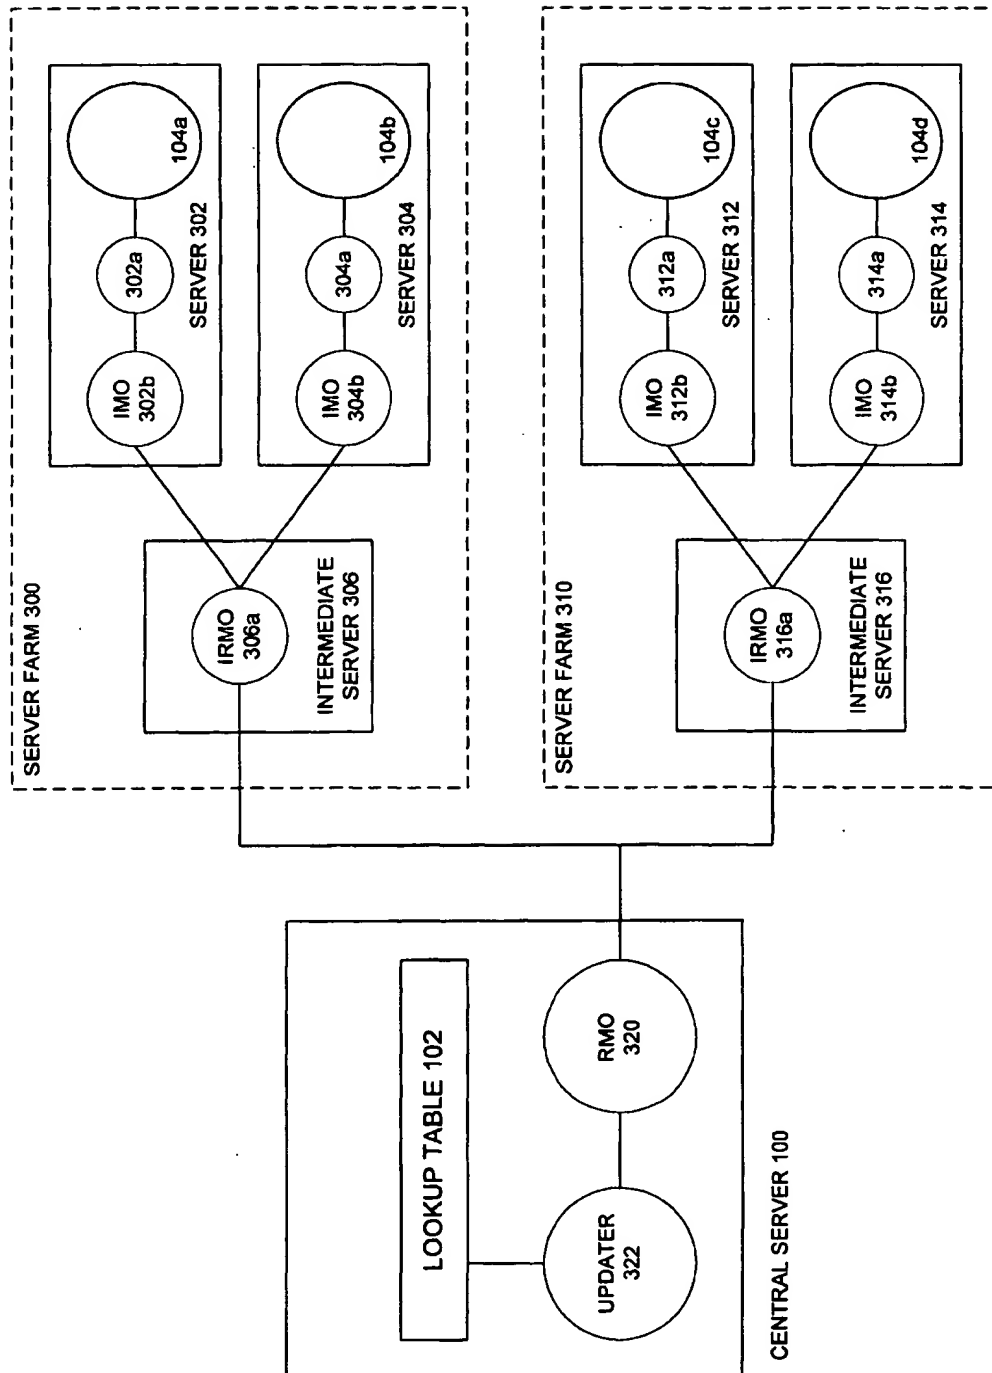 SERVER FARM 300
IMO
302b
302a
104a
SERVER 302
IMO
304b
304a
104b
SERVER 304
IRMO
306a
INTERMEDIATE
SERVER 306
SERVER FARM 310
IMO
312b
312a
104c
SERVER 312
IMO
314b
314a
104d
SERVER 314
IRMO
316a
INTERMEDIATE
SERVER 316
LOOKUP TABLE 102
UPDATER
322
RMO
320
CENTRAL SERVER 100